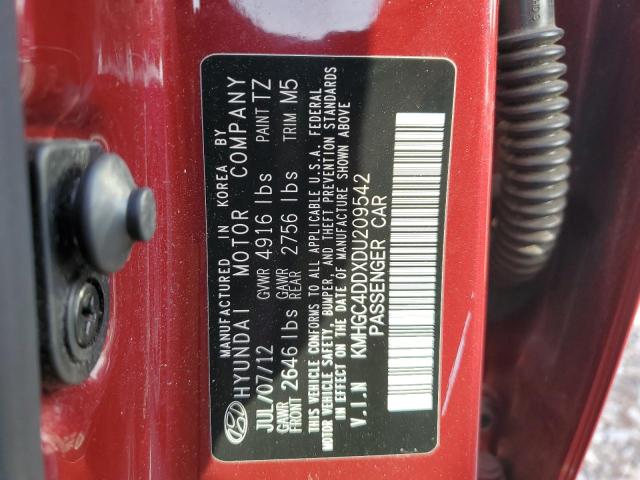 MANUFACTURED IN KOREA BY
HYUNDAI MOTOR COMPANY
JUL/07/12 GVWR 4916 lbs PAINT TZ
GAWR FRONT 2646 lbs GAWR REAR 2756 lbs TRIM M5
THIS VEHICLE CONFORMS TO ALL APPLICABLE U.S.A. FEDERAL
MOTOR VEHICLE SAFETY, BUMPER, AND THEFT PREVENTION STANDARDS
IN EFFECT ON THE DATE OF MANUFACTURE SHOWN ABOVE
V.I.N KMHGC4DDXDU209542
PASSENGER CAR